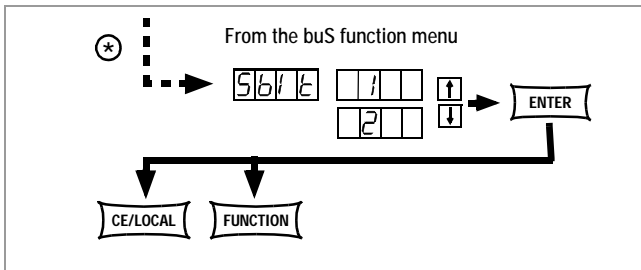 From the buS function menu
*
SbIt 1
ENTER
2
CE/LOCAL FUNCTION